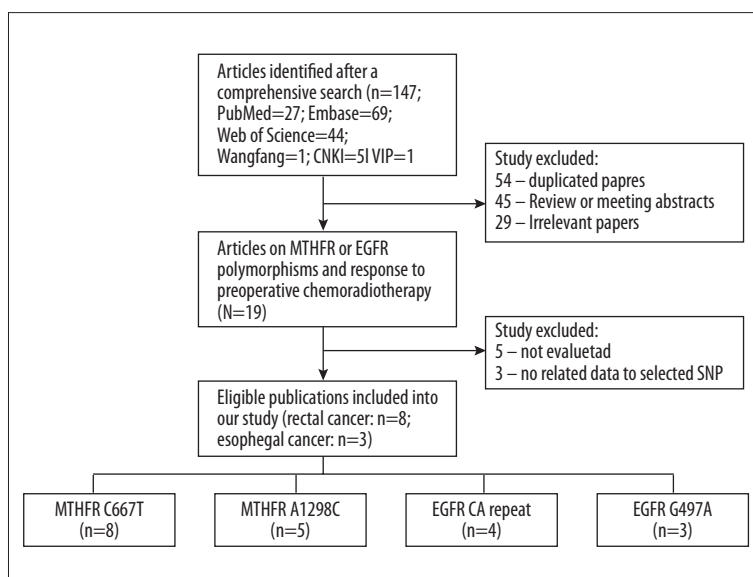 Articles identified after a
comprehensive search (n=147;
PubMed=27; Embase=69;
Web of Science=44;
Wangfang=1; CNKI=5l VIP=1
Study excluded:
54 – duplicated papres
45 – Review or meeting abstracts
29 – Irrelevant papers
Articles on MTHFR or EGFR
polymorphisms and response to
preoperative chemoradiotherapy
(N=19)
Study excluded:
5 – not evaluetad
3 – no related data to selected SNP
Eligible publications included into
our study (rectal cancer: n=8;
esophegal cancer: n=3)
MTHFR C667T
(n=8)
MTHFR A1298C
(n=5)
EGFR CA repeat
(n=4)
EGFR G497A
(n=3)